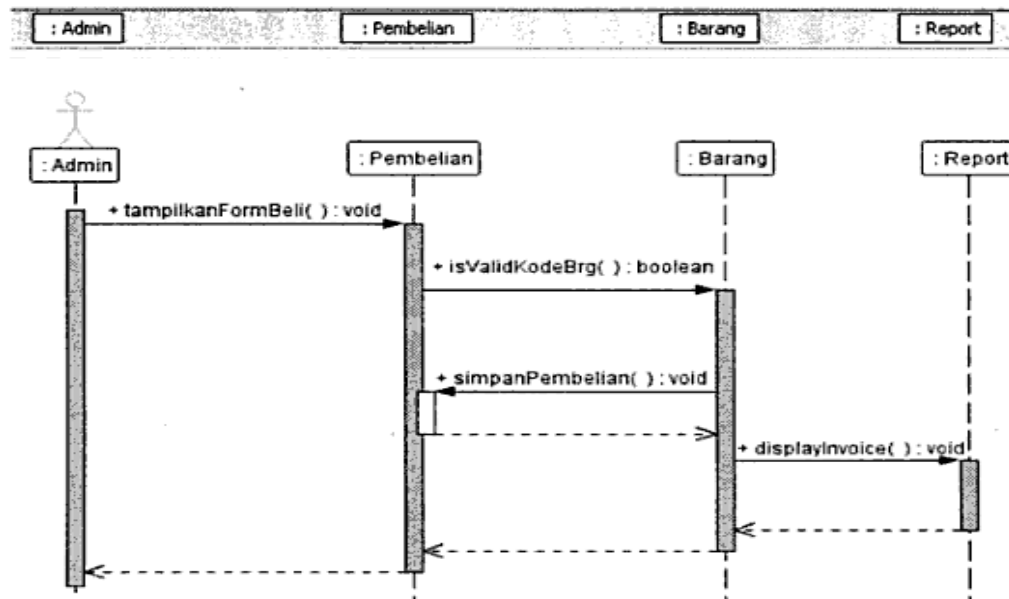 : Admin : Pembelian : Barang : Report
: Admin : Pembelian : Barang : Report
+ tampilkanFormBeli( ) : void
+ isValidKodeBrg( ) : boolean
+ simpanPembelian( ) : void
+ displayInvoice( ) : void